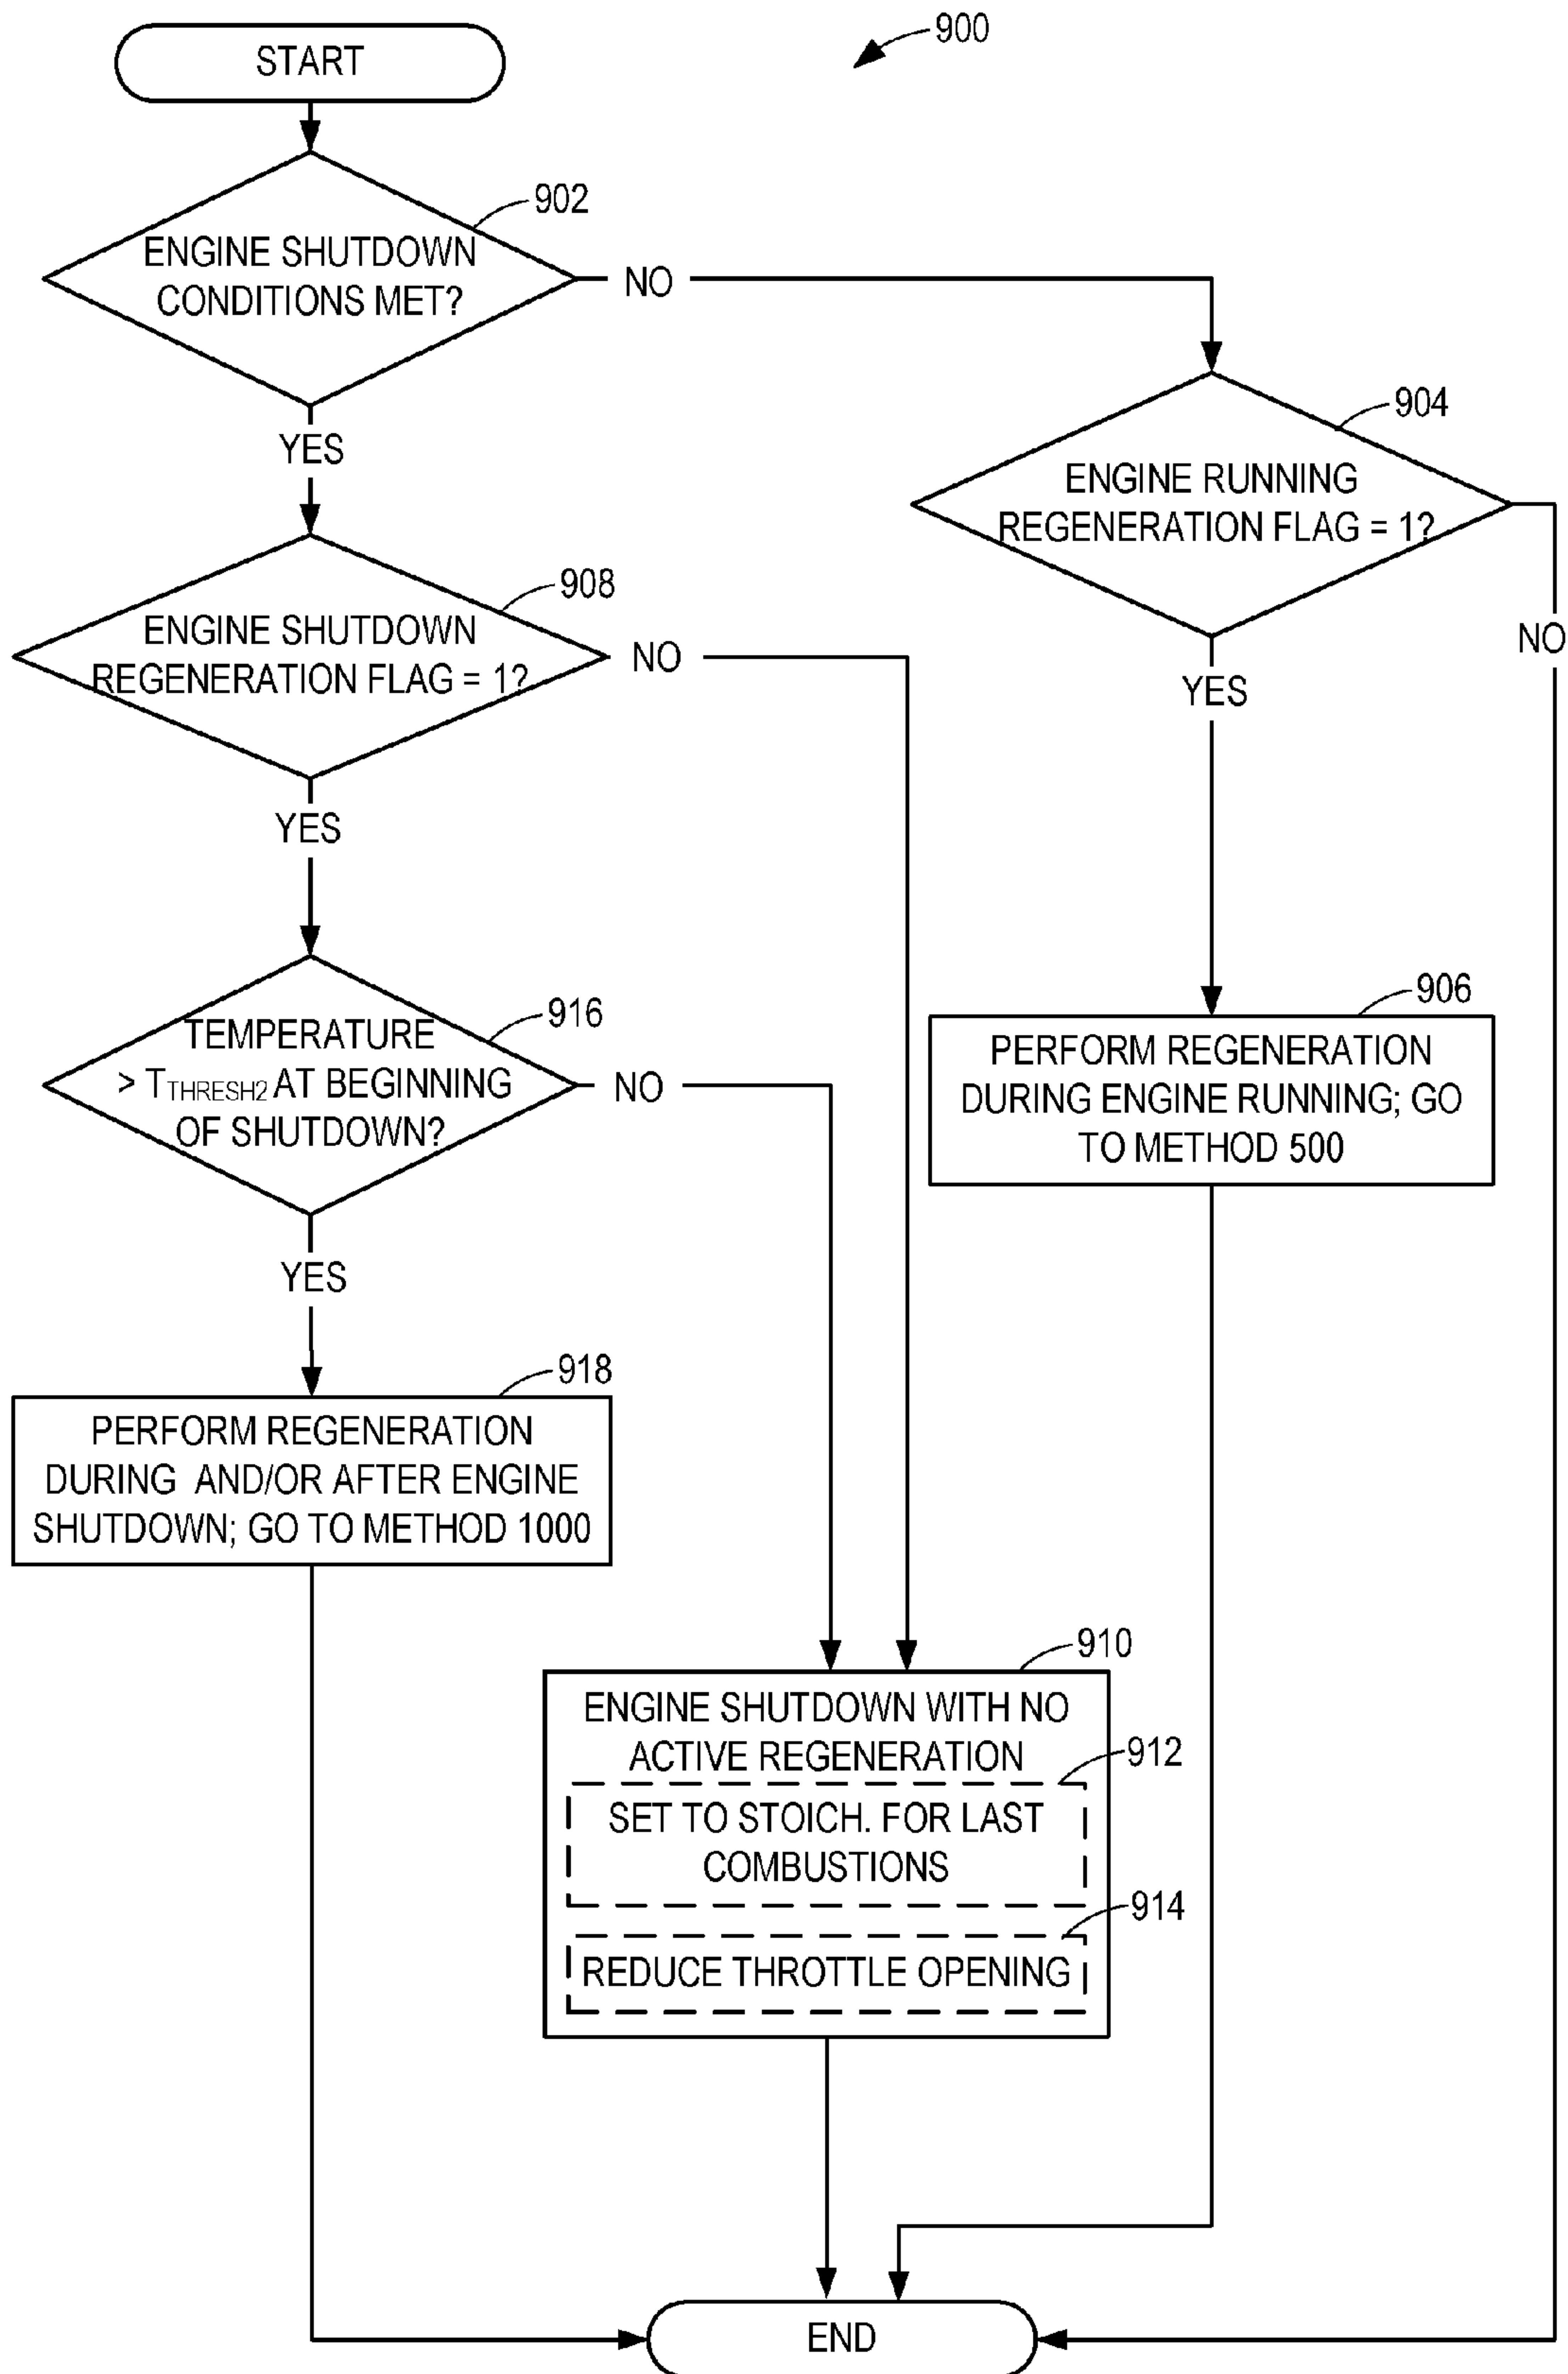 START
900
902
ENGINE SHUTDOWN
CONDITIONS MET?
NO
YES
904
ENGINE RUNNING
REGENERATION FLAG = 1?
NO
YES
908
ENGINE SHUTDOWN
REGENERATION FLAG = 1?
NO
YES
916
TEMPERATURE
> TTHRESH2 AT BEGINNING
OF SHUTDOWN?
NO
YES
906
PERFORM REGENERATION
DURING ENGINE RUNNING; GO
TO METHOD 500
918
PERFORM REGENERATION
DURING AND/OR AFTER ENGINE
SHUTDOWN; GO TO METHOD 1000
910
ENGINE SHUTDOWN WITH NO
ACTIVE REGENERATION
912
SET TO STOICH. FOR LAST
COMBUSTIONS
914
REDUCE THROTTLE OPENING
END